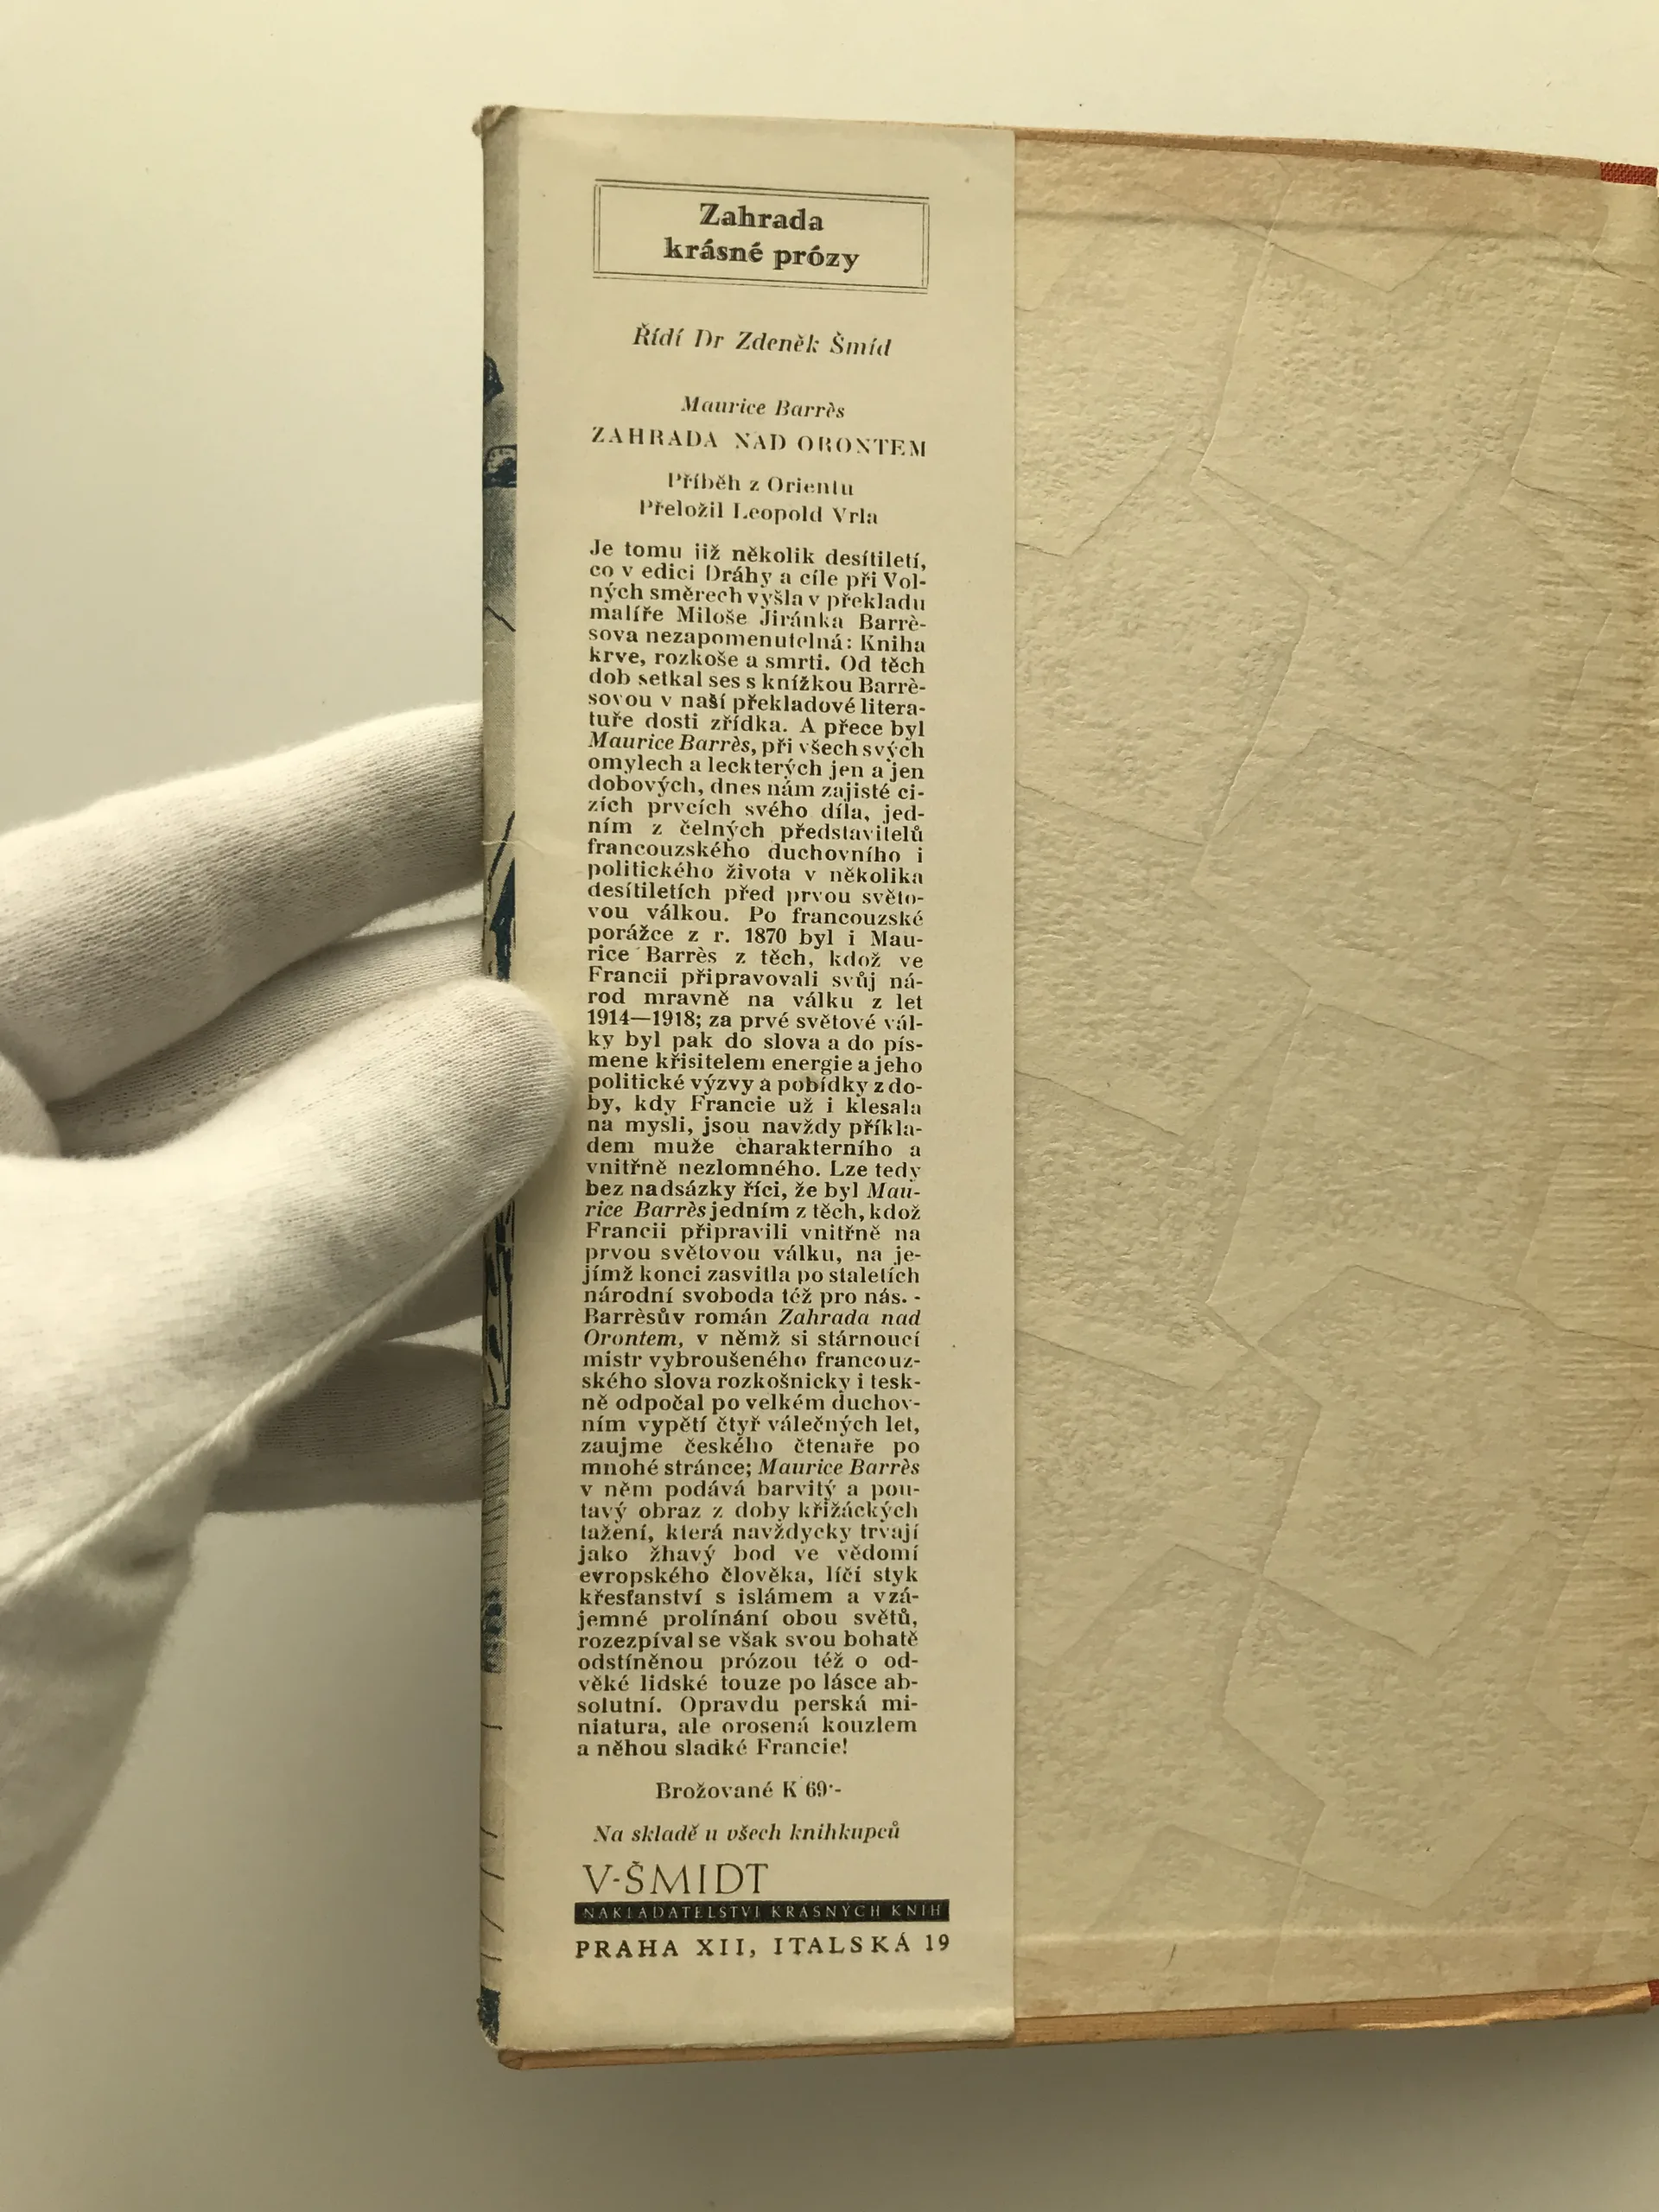 Zahrada
krásné prózy
Řídí Dr Zdeněk Šmíd
Maurice Barrès
ZAHRADA NAD ORONTEM
Příběh z Orientu
Přeložil Leopold Vrla
Je tomu již několik desítiletí,
co v edici Dráhy a cíle při Vol-
ných směrech vyšla v překladu
malíře Miloše Jiránka Barrè-
sova nezapomenutelná: Kniha
krve, rozkoše a smrti. Od těch
dob setkal ses s knížkou Barrè-
sovou v naší překladové litera-
tuře dosti zřídka. A přece byl
Maurice Barrès, při všech svých
omylech a leckterých jen a jen
dobových, dnes nám zajisté ci-
zích prvcích svého díla, jed-
ním z čelných představitelů
francouzského duchovního i
politického života v několika
desítiletích před prvou světo-
vou válkou. Po francouzské
porážce z r. 1870 byl i Mau-
rice Barrès z těch, kdož ve
Francii připravovali svůj ná-
rod mravně na válku z let
1914—1918; za prvé světové vál-
ky byl pak do slova a do pís-
mene křisitelem energie a jeho
politické výzvy a pobídky z do-
by, kdy Francie už i klesala
na mysli, jsou navždy příkla-
dem muže charakterního a
vnitřně nezlomného. Lze tedy
bez nadsázky říci, že byl Mau-
rice Barrès jedním z těch, kdož
Francii připravili vnitřně na
prvou světovou válku, na je-
jímž konci zasvitla po staletích
národní svoboda též pro nás. -
Barrèsův román Zahrada nad
Orontem, v němž si stárnoucí
mistr vybroušeného francouz-
ského slova rozkošnicky i tesk-
ně odpočal po velkém duchov-
ním vypětí čtyř válečných let,
zaujme českého čtenaře po
mnohé stránce; Maurice Barrès
v něm podává barvitý a pou-
tavý obraz z doby křižáckých
tažení, která navždycky trvají
jako žhavý bod ve vědomí
evropského člověka, líčí styk
křesťanství s islámem a vzá-
jemné prolínání obou světů,
rozezpíval se však svou bohatě
odstíněnou prózou též o od-
věké lidské touze po lásce ab-
solutní. Opravdu perská mi-
niatura, ale orosená kouzlem
a něhou sladké Francie!
Brožované K 69·-
Na skladě u všech knihkupců
V·ŠMIDT
NAKLADATELSTVÍ KRÁSNÝCH KNIH
PRAHA XII, ITALSKÁ 19